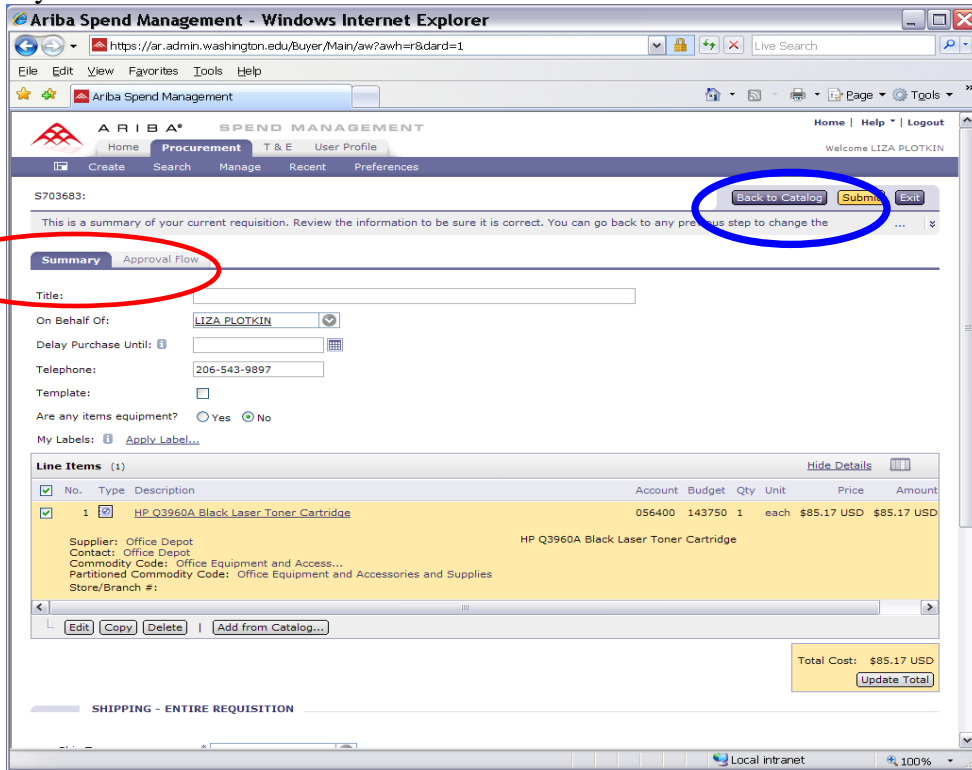 Ariba Spend Management - Windows Internet Explorer
https://ar.admin.washington.edu/Buyer/Main/aw?awh=r&dard=1
Live Search
File Edit View Favorites Tools Help
Ariba Spend Management
Page Tools
ARIBA SPEND MANAGEMENT
Home | Help | Logout
Home Procurement T & E User Profile
Welcome LIZA PLOTKIN
Create Search Manage Recent Preferences
S703683:
Back to Catalog Submit Exit
This is a summary of your current requisition. Review the information to be sure it is correct. You can go back to any previous step to change the ...
Summary Approval Flow
Title:
On Behalf Of: LIZA PLOTKIN
Delay Purchase Until:
Telephone: 206-543-9897
Template:
Are any items equipment? Yes No
My Labels: Apply Label...
Line Items (1) Hide Details
No. Type Description Account Budget Qty Unit Price Amount
1 HP Q3960A Black Laser Toner Cartridge 056400 143750 1 each $85.17 USD $85.17 USD
Supplier: Office Depot HP Q3960A Black Laser Toner Cartridge
Contact: Office Depot
Commodity Code: Office Equipment and Access...
Partitioned Commodity Code: Office Equipment and Accessories and Supplies
Store/Branch #:
Edit Copy Delete | Add from Catalog...
Total Cost: $85.17 USD
Update Total
SHIPPING - ENTIRE REQUISITION
Local intranet 100%